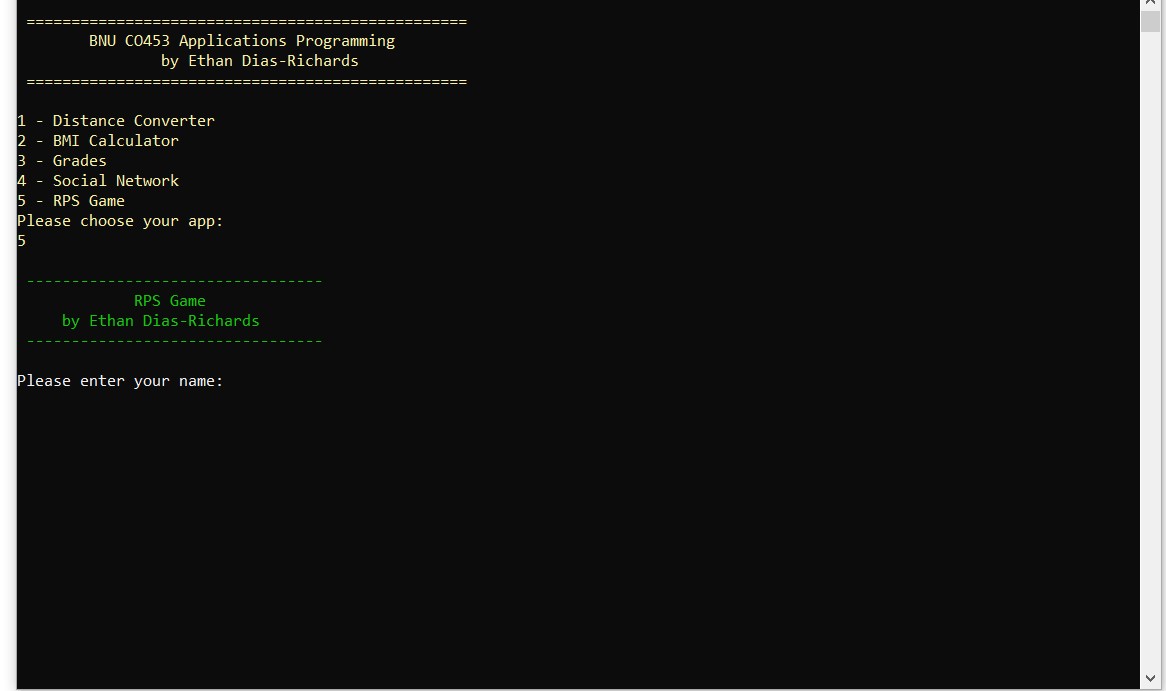 =================================================
BNU CO453 Applications Programming
by Ethan Dias-Richards
=================================================
1 - Distance Converter
2 - BMI Calculator
3 - Grades
4 - Social Network
5 - RPS Game
Please choose your app:
5
---------------------------------
RPS Game
by Ethan Dias-Richards
---------------------------------
Please enter your name: